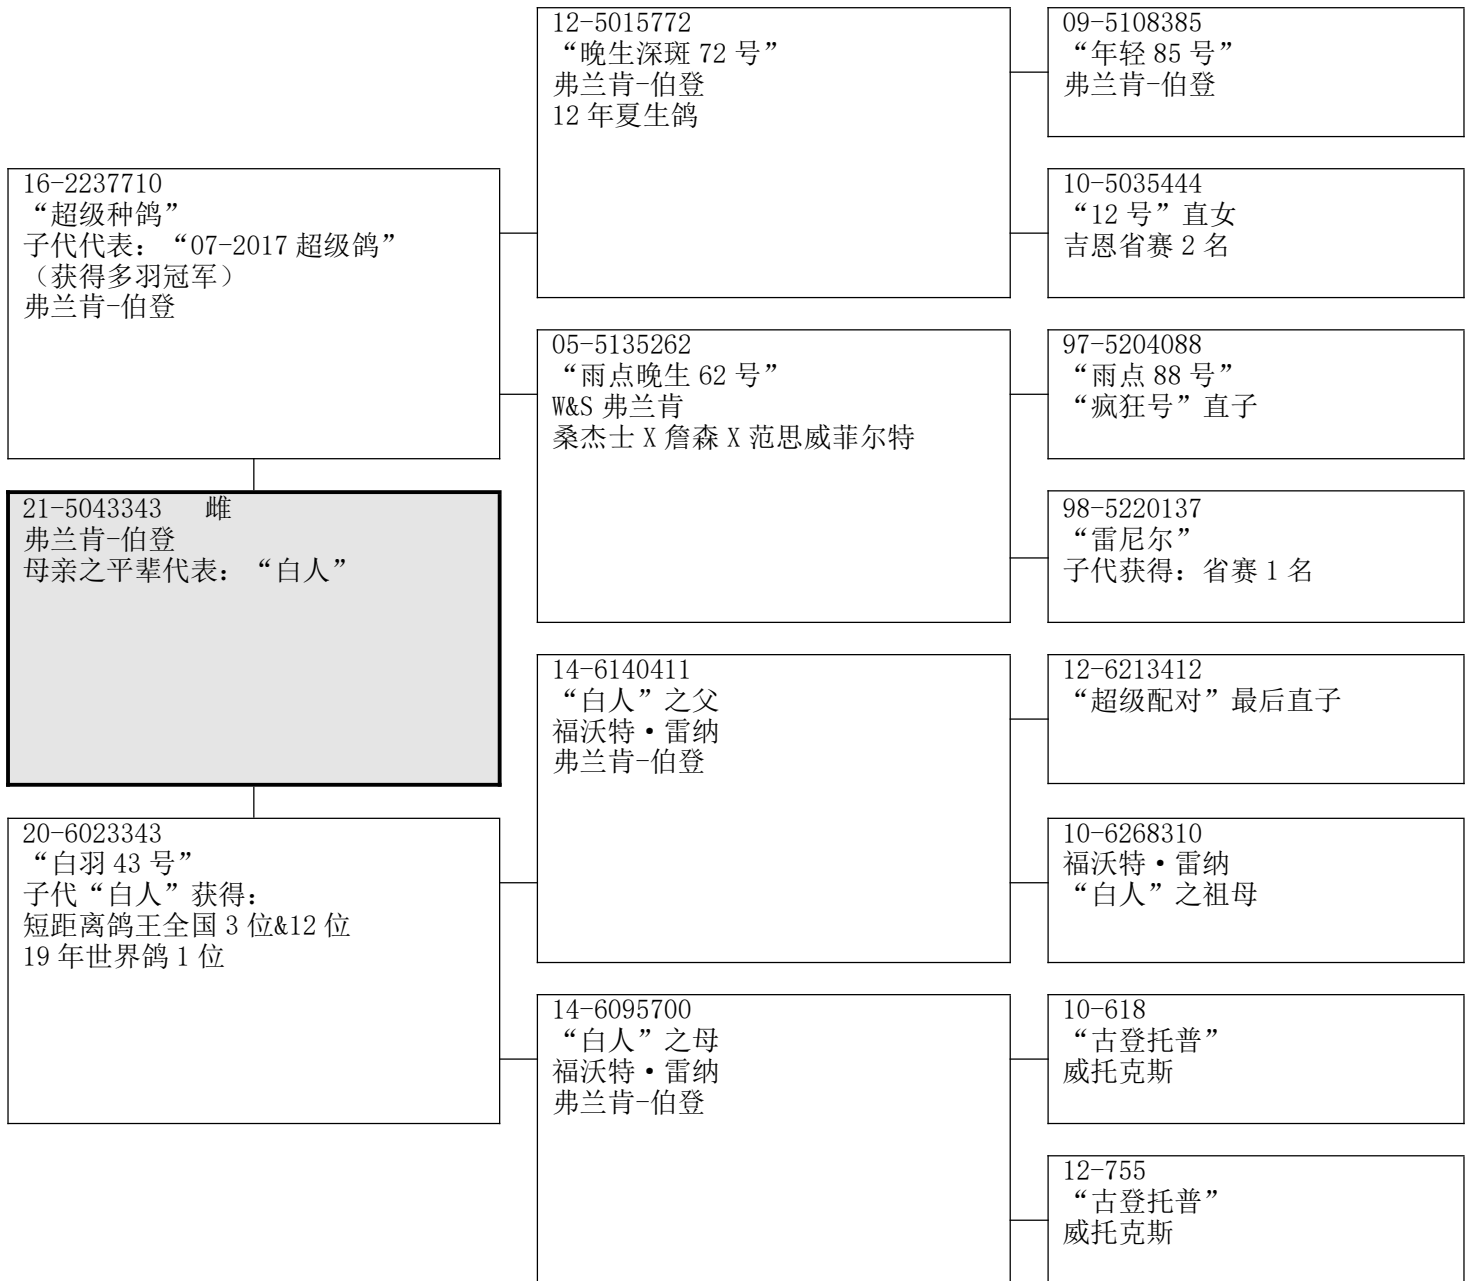 12-5015772
“晚生深斑 72 号”
弗兰肯-伯登
12 年夏生鸽
09-5108385
“年轻 85 号”
弗兰肯-伯登
16-2237710
“超级种鸽”
子代代表：“07-2017 超级鸽”
（获得多羽冠军）
弗兰肯-伯登
10-5035444
“12 号”直女
吉恩省赛 2 名
05-5135262
“雨点晚生 62 号”
W&S 弗兰肯
桑杰士 X 詹森 X 范思威菲尔特
97-5204088
“雨点 88 号”
“疯狂号”直子
21-5043343 雌
弗兰肯-伯登
母亲之平辈代表：“白人”
98-5220137
“雷尼尔”
子代获得：省赛 1 名
14-6140411
“白人”之父
福沃特·雷纳
弗兰肯-伯登
12-6213412
“超级配对”最后直子
20-6023343
“白羽 43 号”
子代“白人”获得：
短距离鸽王全国 3 位&12 位
19 年世界鸽 1 位
10-6268310
福沃特·雷纳
“白人”之祖母
14-6095700
“白人”之母
福沃特·雷纳
弗兰肯-伯登
10-618
“古登托普”
威托克斯
12-755
“古登托普”
威托克斯